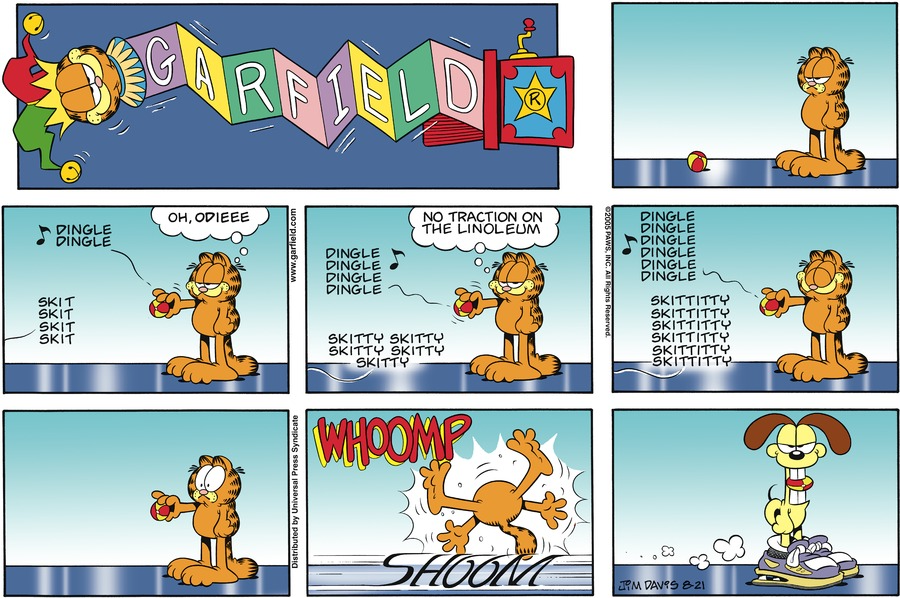 GARFIELD
®
DINGLE
DINGLE
OH, ODIEEE
SKIT
SKIT
SKIT
SKIT
www.garfield.com
NO TRACTION ON
THE LINOLEUM
DINGLE
DINGLE
DINGLE
DINGLE
SKITTY SKITTY
SKITTY SKITTY
SKITTY
©2005 PAWS, INC. All Rights Reserved.
DINGLE
DINGLE
DINGLE
DINGLE
DINGLE
DINGLE
SKITTITTY
SKITTITTY
SKITTITTY
SKITTITTY
SKITTITTY
SKITTITTY
Distributed by Universal Press Syndicate
WHOOMP
SHOOM
JIM DAVIS 8-21